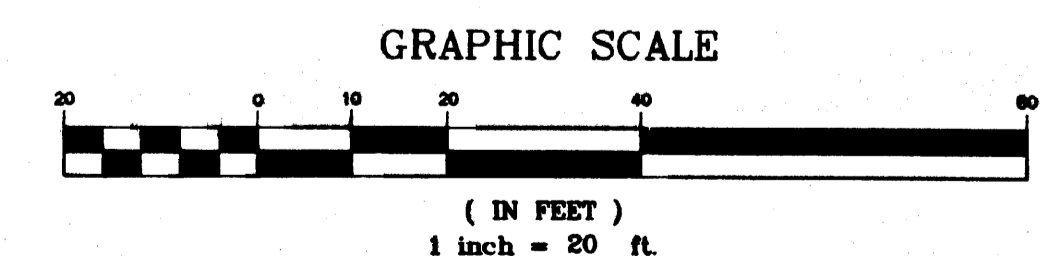 GRAPHIC SCALE
20 0 10 20 40 80
( IN FEET )
1 inch = 20 ft.